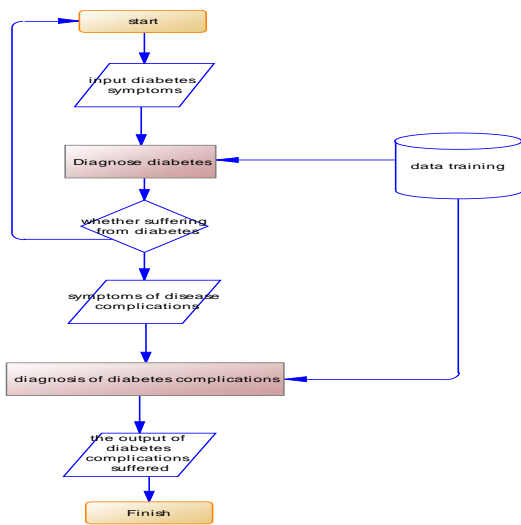 start
input diabetes
symptoms
Diagnose diabetes
data training
whether suffering
from diabetes
symptoms of disease
complications
diagnosis of diabetes complications
the output of
diabetes
complications
suffered
Finish